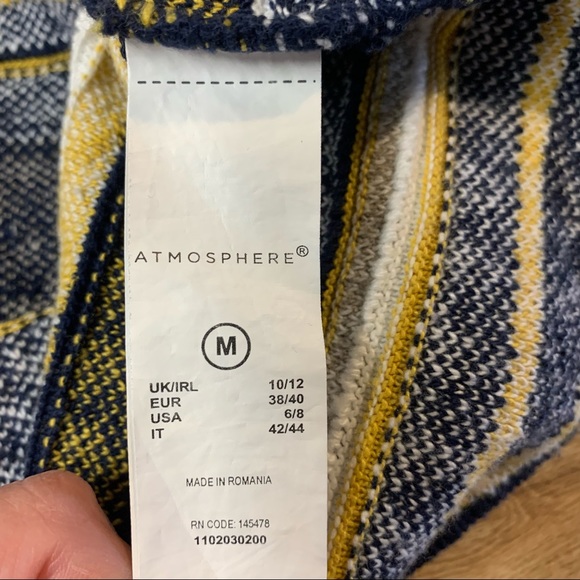 ATMOSPHERE®
M
UK/IRL 10/12
EUR 38/40
USA 6/8
IT 42/44
MADE IN ROMANIA
RN CODE: 145478
1102030200